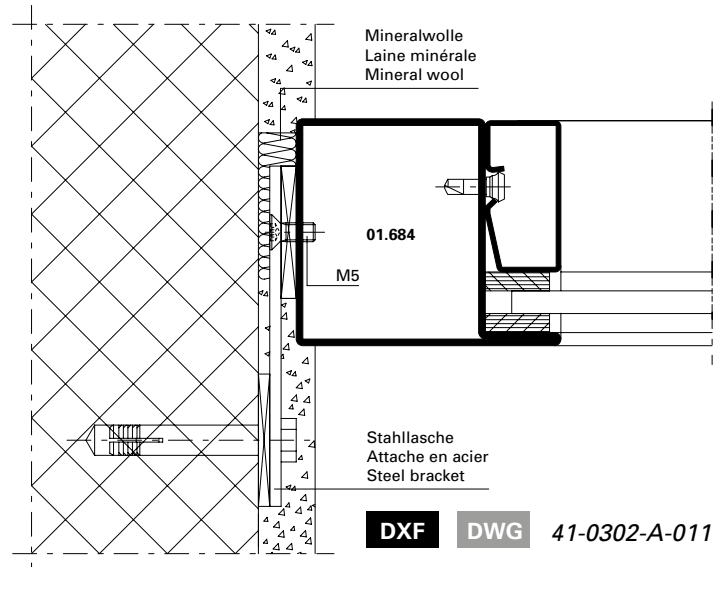 Mineralwolle
Laine minérale
Mineral wool
01.684
M5
Stahllasche
Attache en acier
Steel bracket
DXF DWG 41-0302-A-011